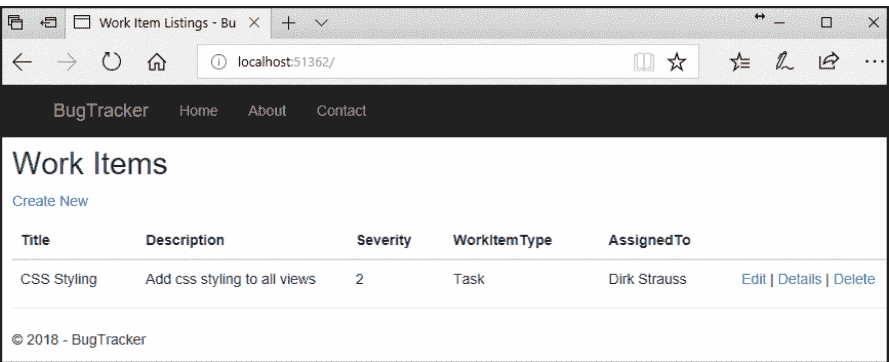 Work Item Listings - Bu
localhost:51362/
BugTracker Home About Contact
Work Items
Create New
Title Description Severity WorkItemType AssignedTo
CSS Styling Add css styling to all views 2 Task Dirk Strauss Edit | Details | Delete
© 2018 - BugTracker